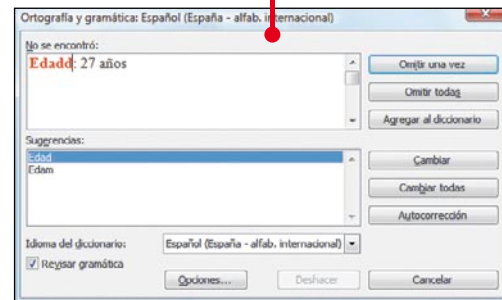 Ortografía y gramática: Español (España - alfab. internacional)
No se encontró:
Edadd: 27 años
Omitir una vez
Omitir todas
Agregar al diccionario
Sugerencias:
Edad
Edam
Cambiar
Cambiar todas
Autocorrección
Idioma del diccionario: Español (España - alfab. internacional)
Revisar gramática
Opciones... Deshacer Cancelar